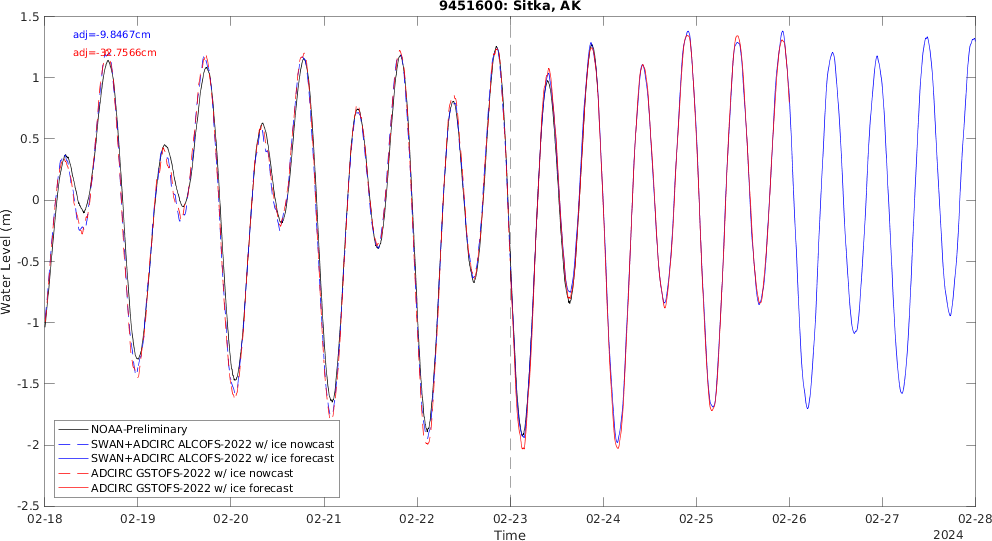 9451600: Sitka, AK
adj=-9.8467cm
adj=-32.7566cm
1.5
1
0.5
0
-0.5
-1
-1.5
-2
-2.5
Water Level (m)
NOAA-Preliminary
SWAN+ADCIRC ALCOFS-2022 w/ ice nowcast
SWAN+ADCIRC ALCOFS-2022 w/ ice forecast
ADCIRC GSTOFS-2022 w/ ice nowcast
ADCIRC GSTOFS-2022 w/ ice forecast
02-18 02-19 02-20 02-21 02-22 02-23 02-24 02-25 02-26 02-27 02-28
Time
2024